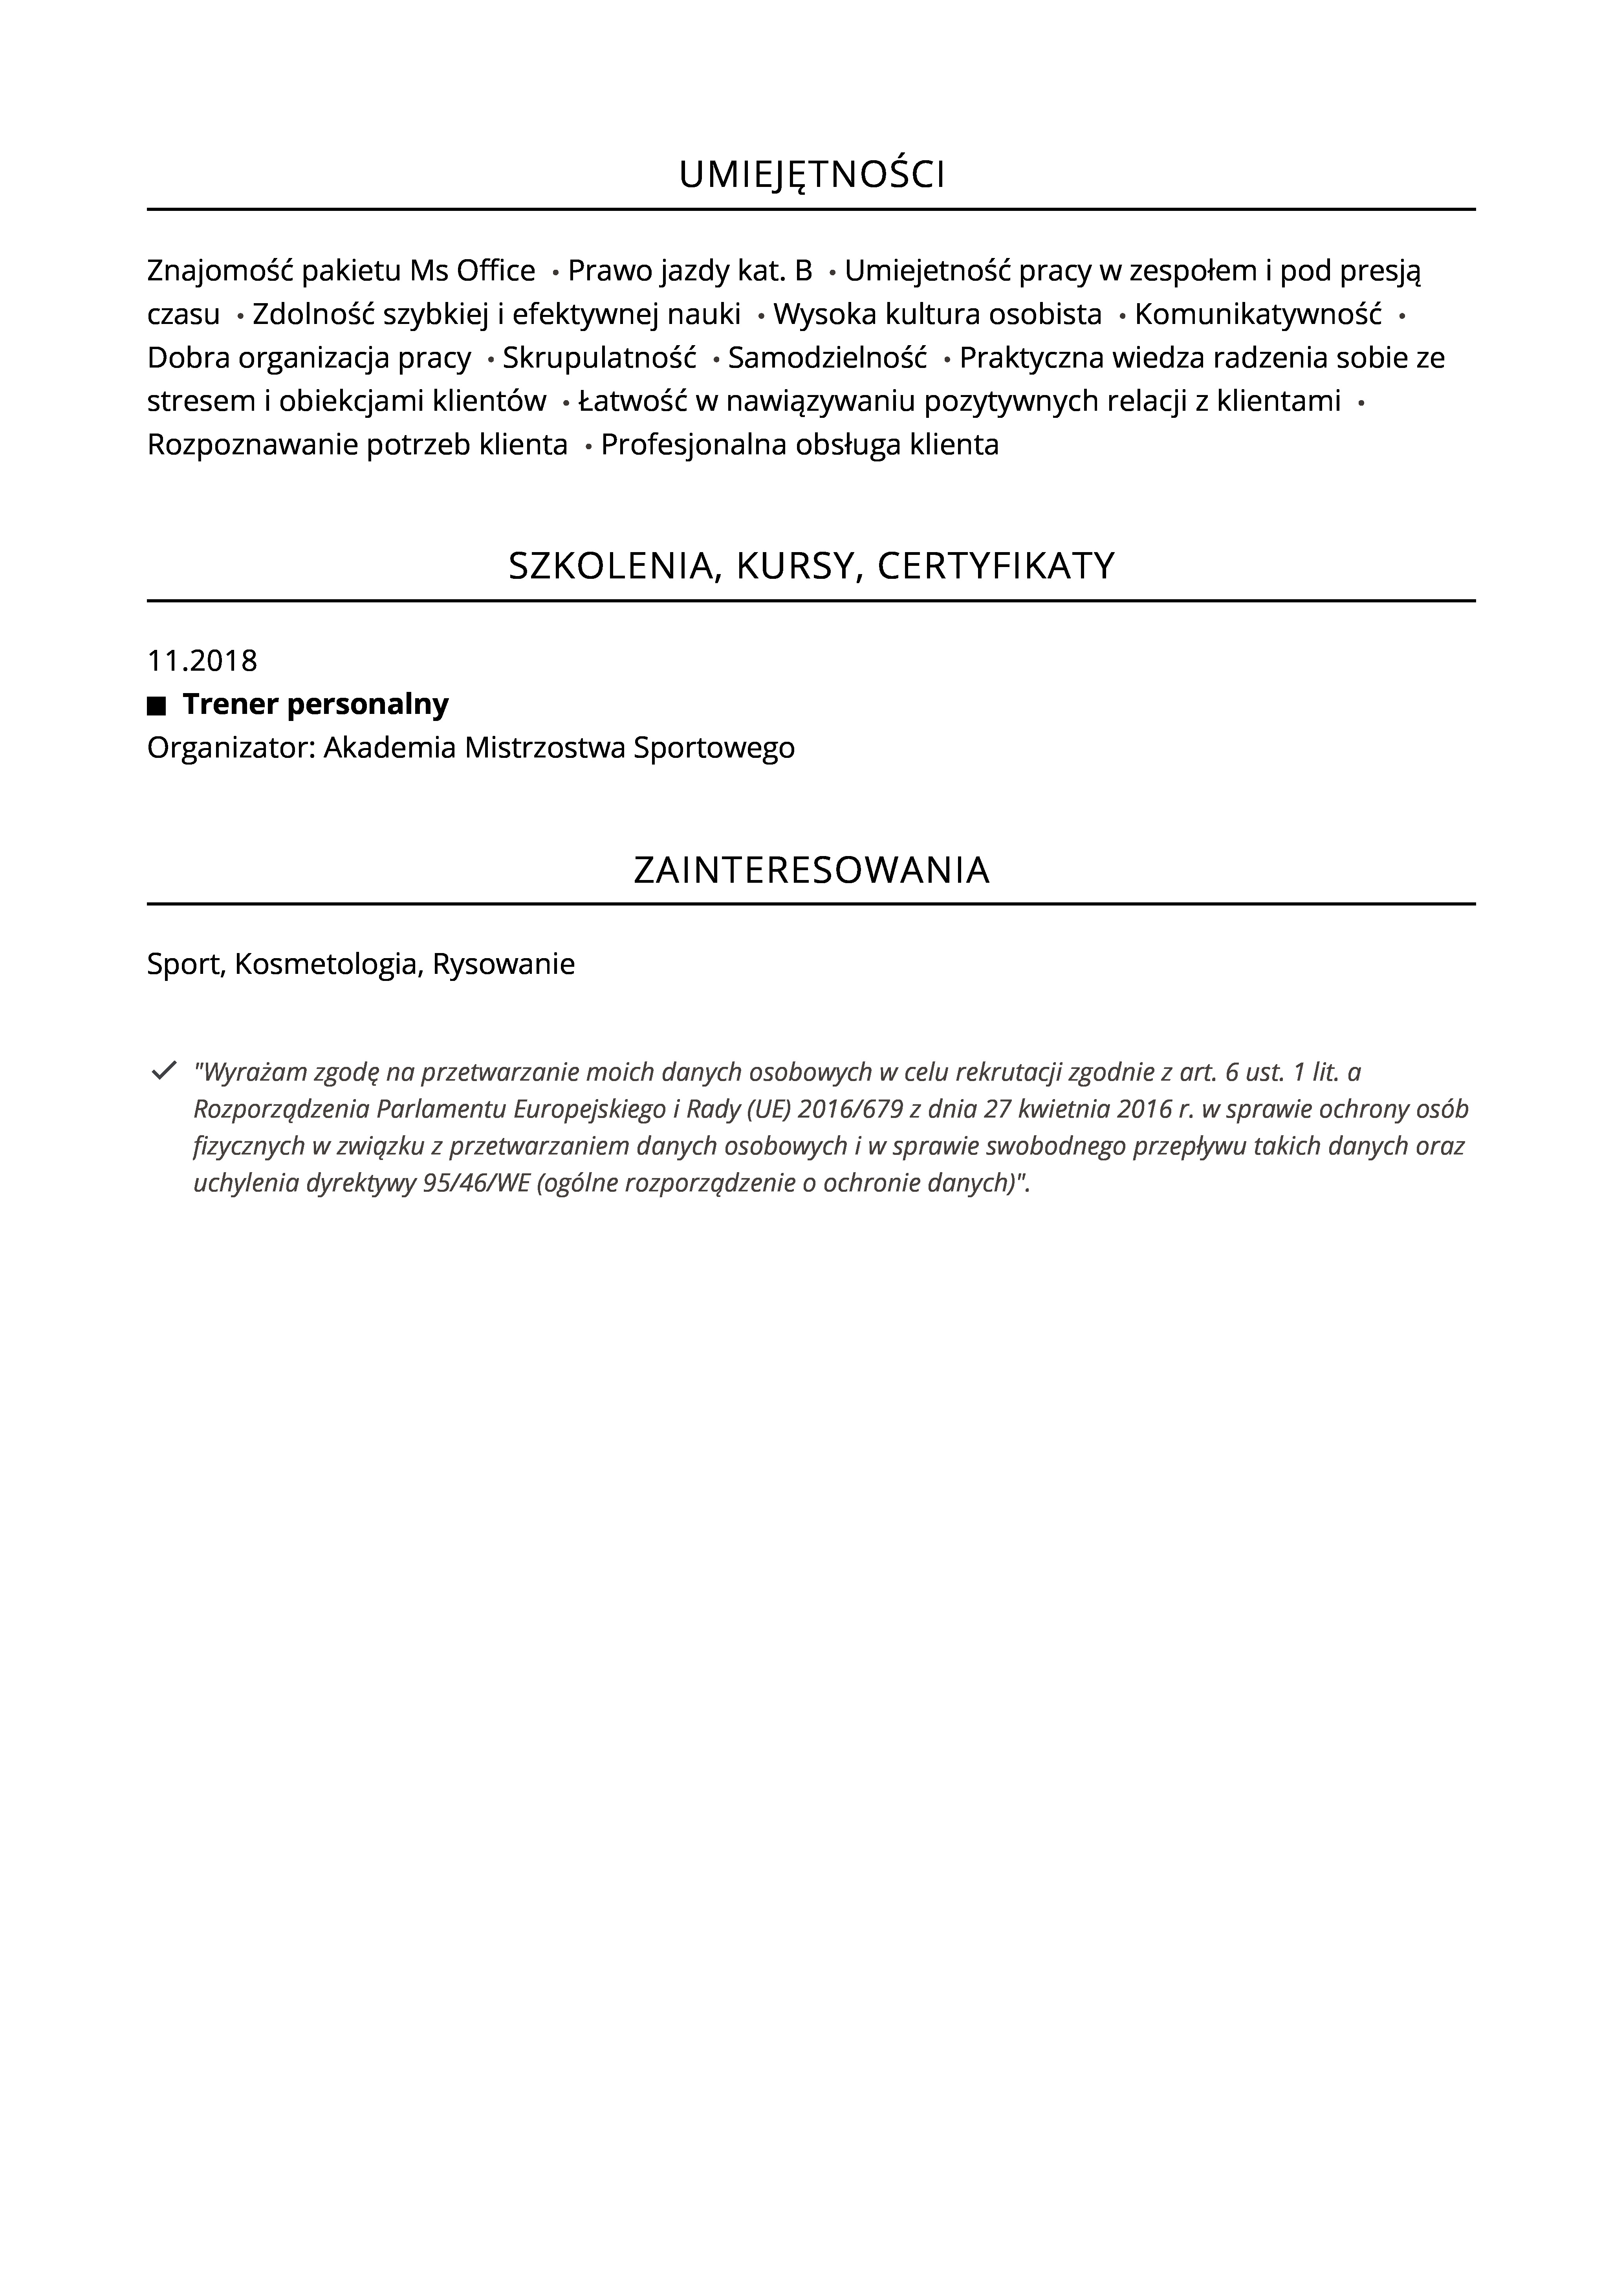 UMIEJĘTNOŚCI
Znajomość pakietu Ms Office • Prawo jazdy kat. B • Umiejetność pracy w zespołem i pod presją
czasu • Zdolność szybkiej i efektywnej nauki • Wysoka kultura osobista • Komunikatywność •
Dobra organizacja pracy • Skrupulatność • Samodzielność • Praktyczna wiedza radzenia sobie ze
stresem i obiekcjami klientów • Łatwość w nawiązywaniu pozytywnych relacji z klientami •
Rozpoznawanie potrzeb klienta • Profesjonalna obsługa klienta
SZKOLENIA, KURSY, CERTYFIKATY
11.2018
■ Trener personalny
Organizator: Akademia Mistrzostwa Sportowego
ZAINTERESOWANIA
Sport, Kosmetologia, Rysowanie
✓ "Wyrażam zgodę na przetwarzanie moich danych osobowych w celu rekrutacji zgodnie z art. 6 ust. 1 lit. a
Rozporządzenia Parlamentu Europejskiego i Rady (UE) 2016/679 z dnia 27 kwietnia 2016 r. w sprawie ochrony osób
fizycznych w związku z przetwarzaniem danych osobowych i w sprawie swobodnego przepływu takich danych oraz
uchylenia dyrektywy 95/46/WE (ogólne rozporządzenie o ochronie danych)".